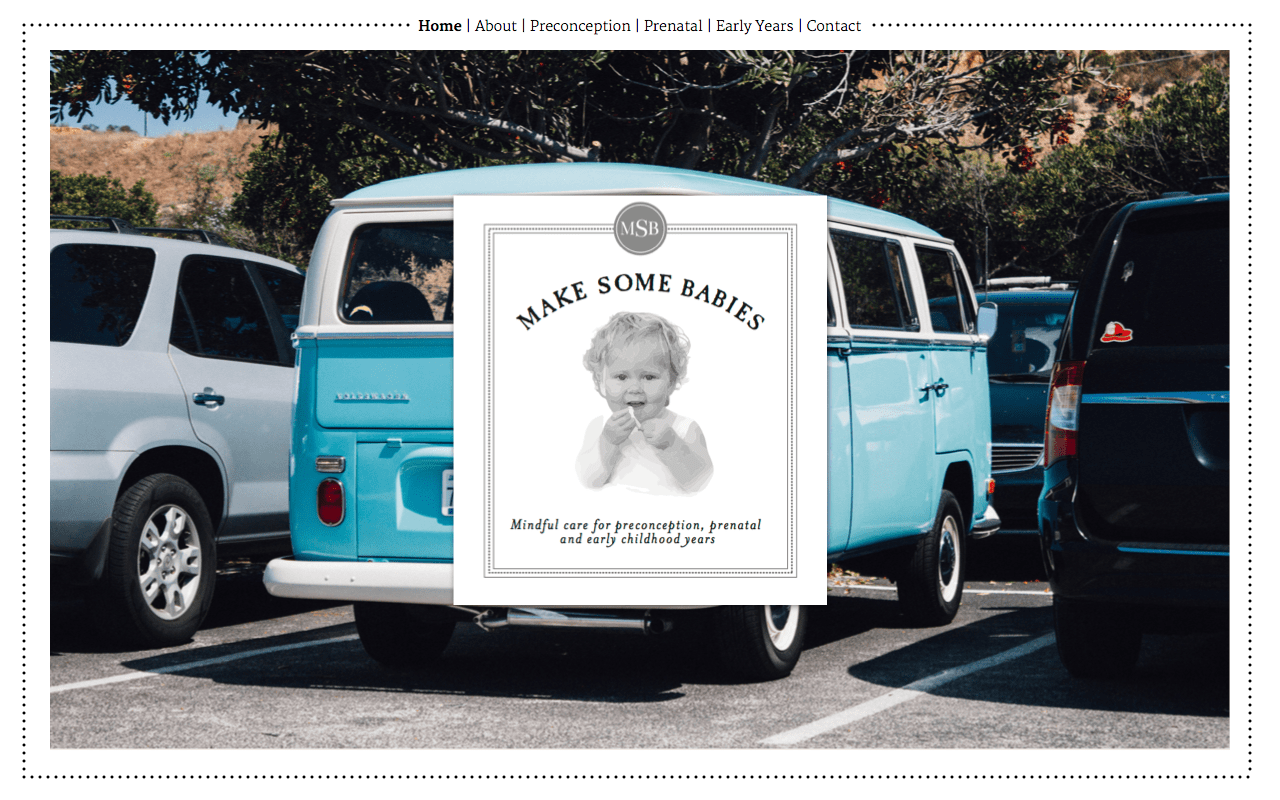 Home | About | Preconception | Prenatal | Early Years | Contact
MSB
MAKE SOME BABIES
Mindful care for preconception, prenatal
and early childhood years